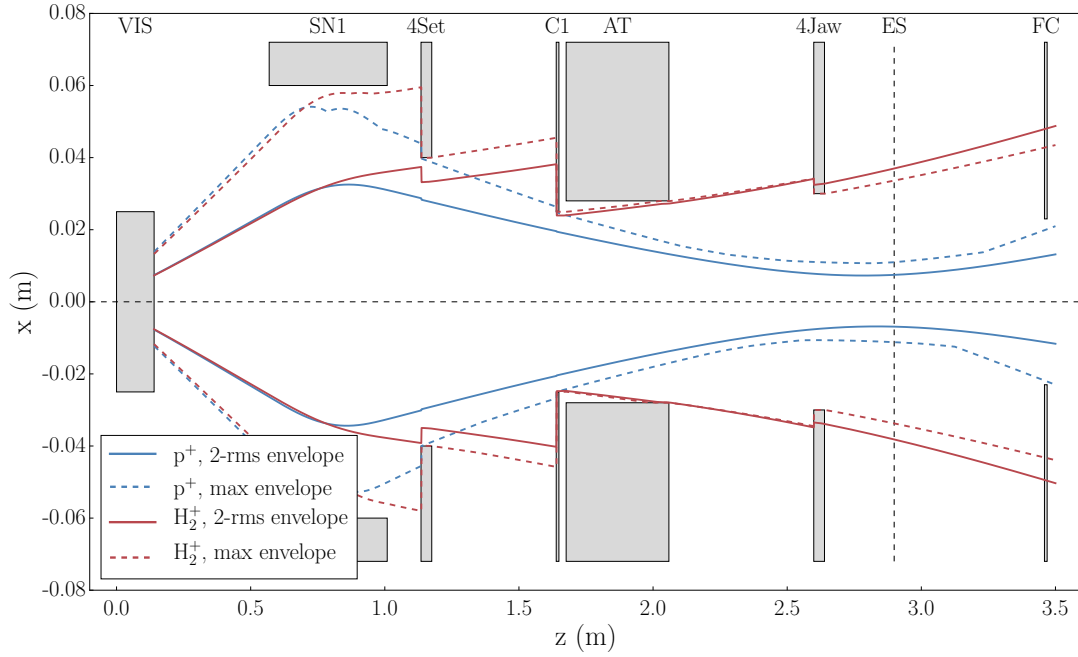 VIS SN1 4Set C1 AT 4Jaw ES FC
0.08
0.06
0.04
0.02
0.00
-0.02
-0.04
-0.06
-0.08
x (m)
p⁺, 2-rms envelope
p⁺, max envelope
H₂⁺, 2-rms envelope
H₂⁺, max envelope
0.0 0.5 1.0 1.5 2.0 2.5 3.0 3.5
z (m)